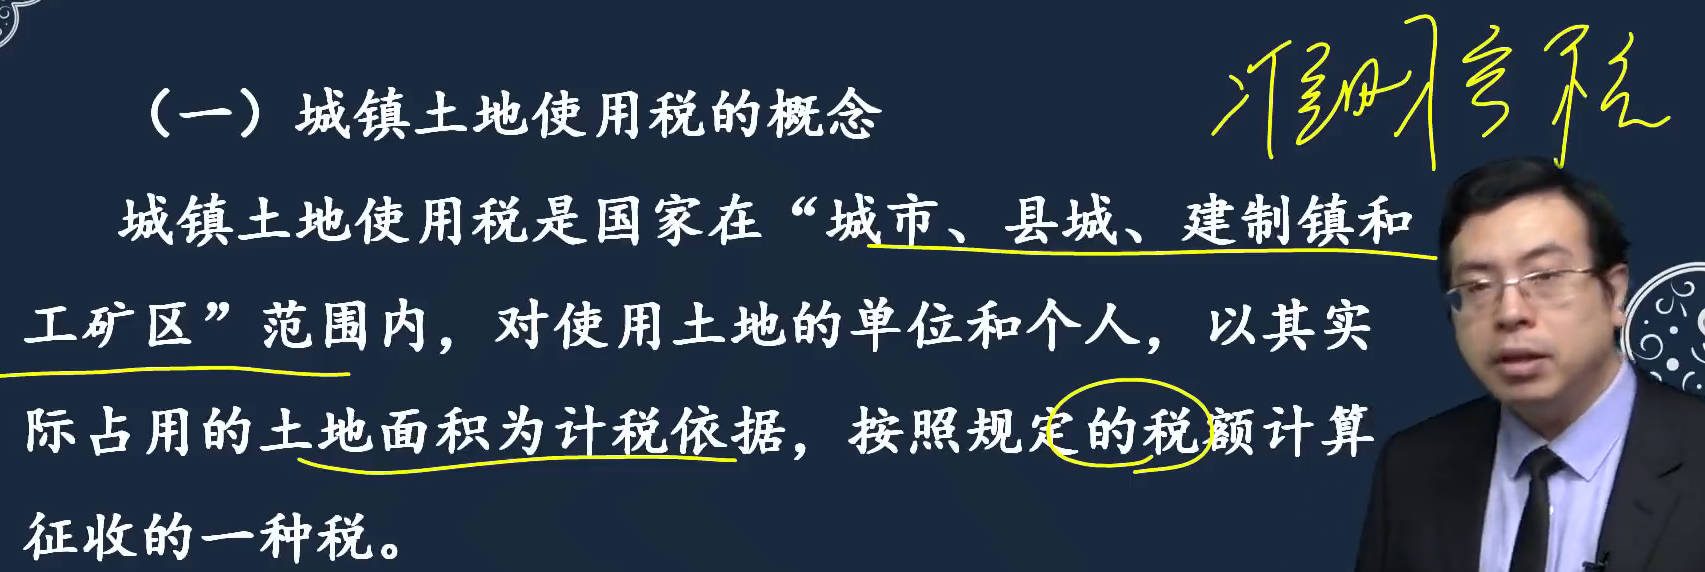 （一）城镇土地使用税的概念
城镇土地使用税是国家在“城市、县城、建制镇和
工矿区”范围内，对使用土地的单位和个人，以其实
际占用的土地面积为计税依据，按照规定的税额计算
征收的一种税。